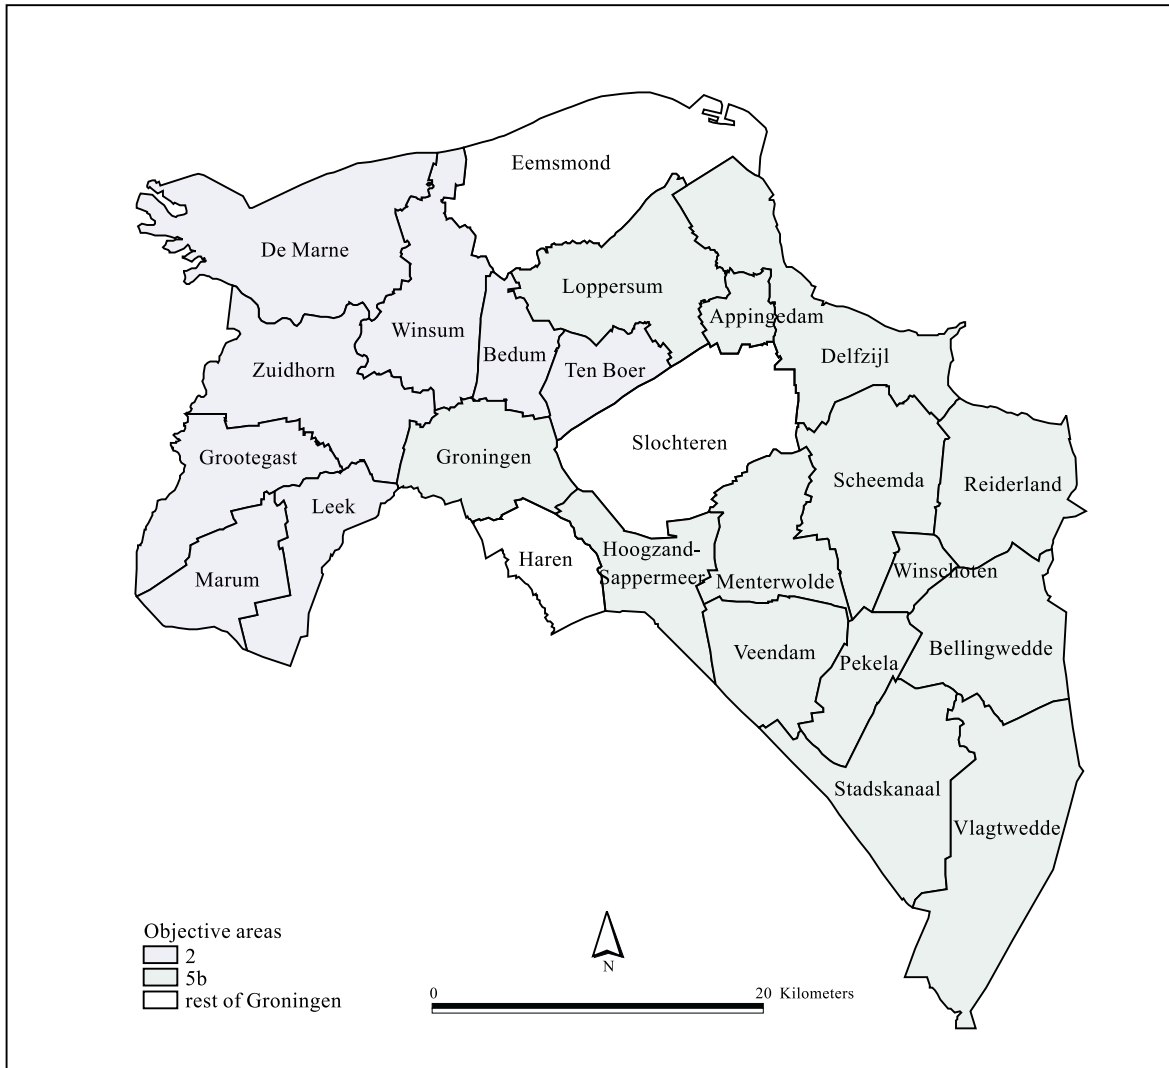 Eemsmond
De Marne
Loppersum
Appingedam
Winsum
Bedum
Delfzijl
Zuidhorn
Ten Boer
Slochteren
Grootegast
Groningen
Scheemda
Reiderland
Leek
Haren
Hoogzand-
Sappermeer
Winschoten
Marum
Menterwolde
Veendam
Pekela
Bellingwedde
Stadskanaal
Vlagtwedde
Objective areas
2
5b
rest of Groningen
N
0
20 Kilometers